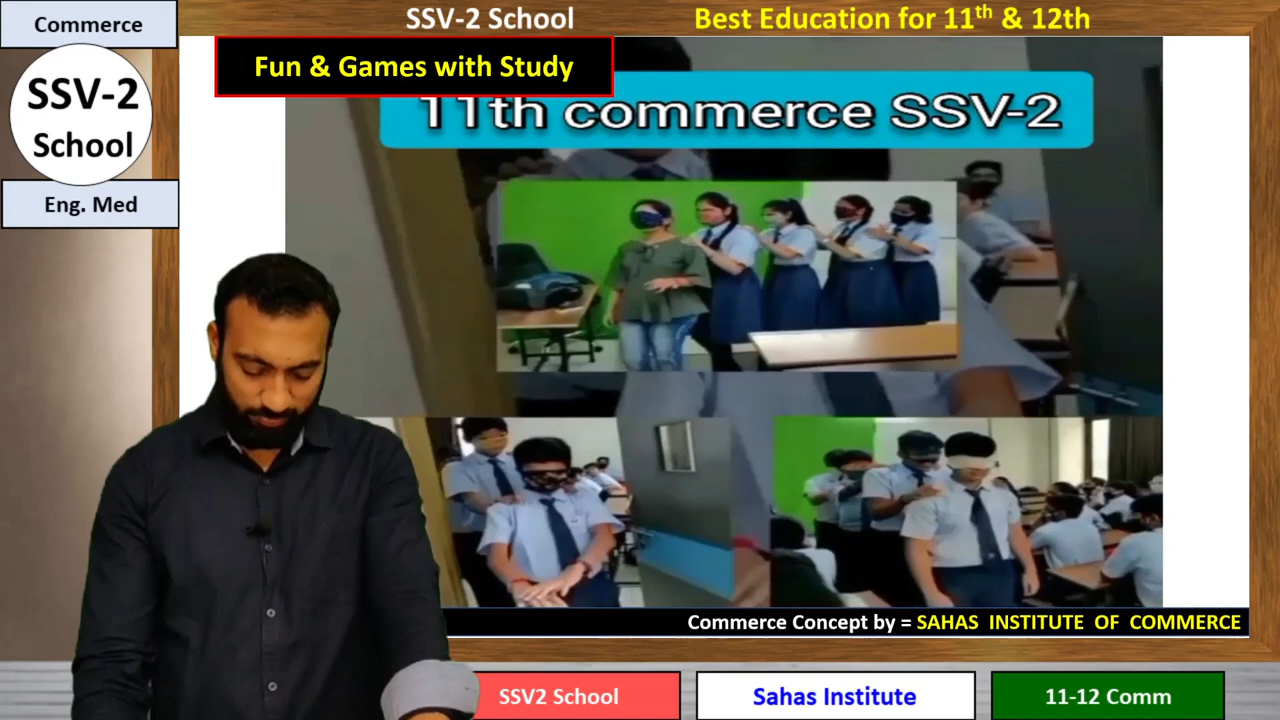 Commerce
SSV-2
School
Eng. Med
SSV-2 School
Best Education for 11th & 12th
Fun & Games with Study
11th commerce SSV-2
Commerce Concept by = SAHAS INSTITUTE OF COMMERCE
SSV2 School
Sahas Institute
11-12 Comm